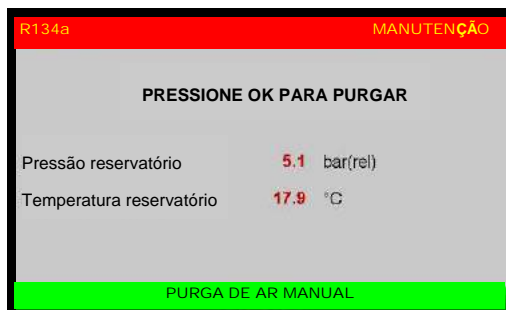 R134a MANUTENÇÃO
PRESSIONE OK PARA PURGAR
Pressão reservatório 5.1 bar(rel)
Temperatura reservatório 17.9 °C
PURGA DE AR MANUAL